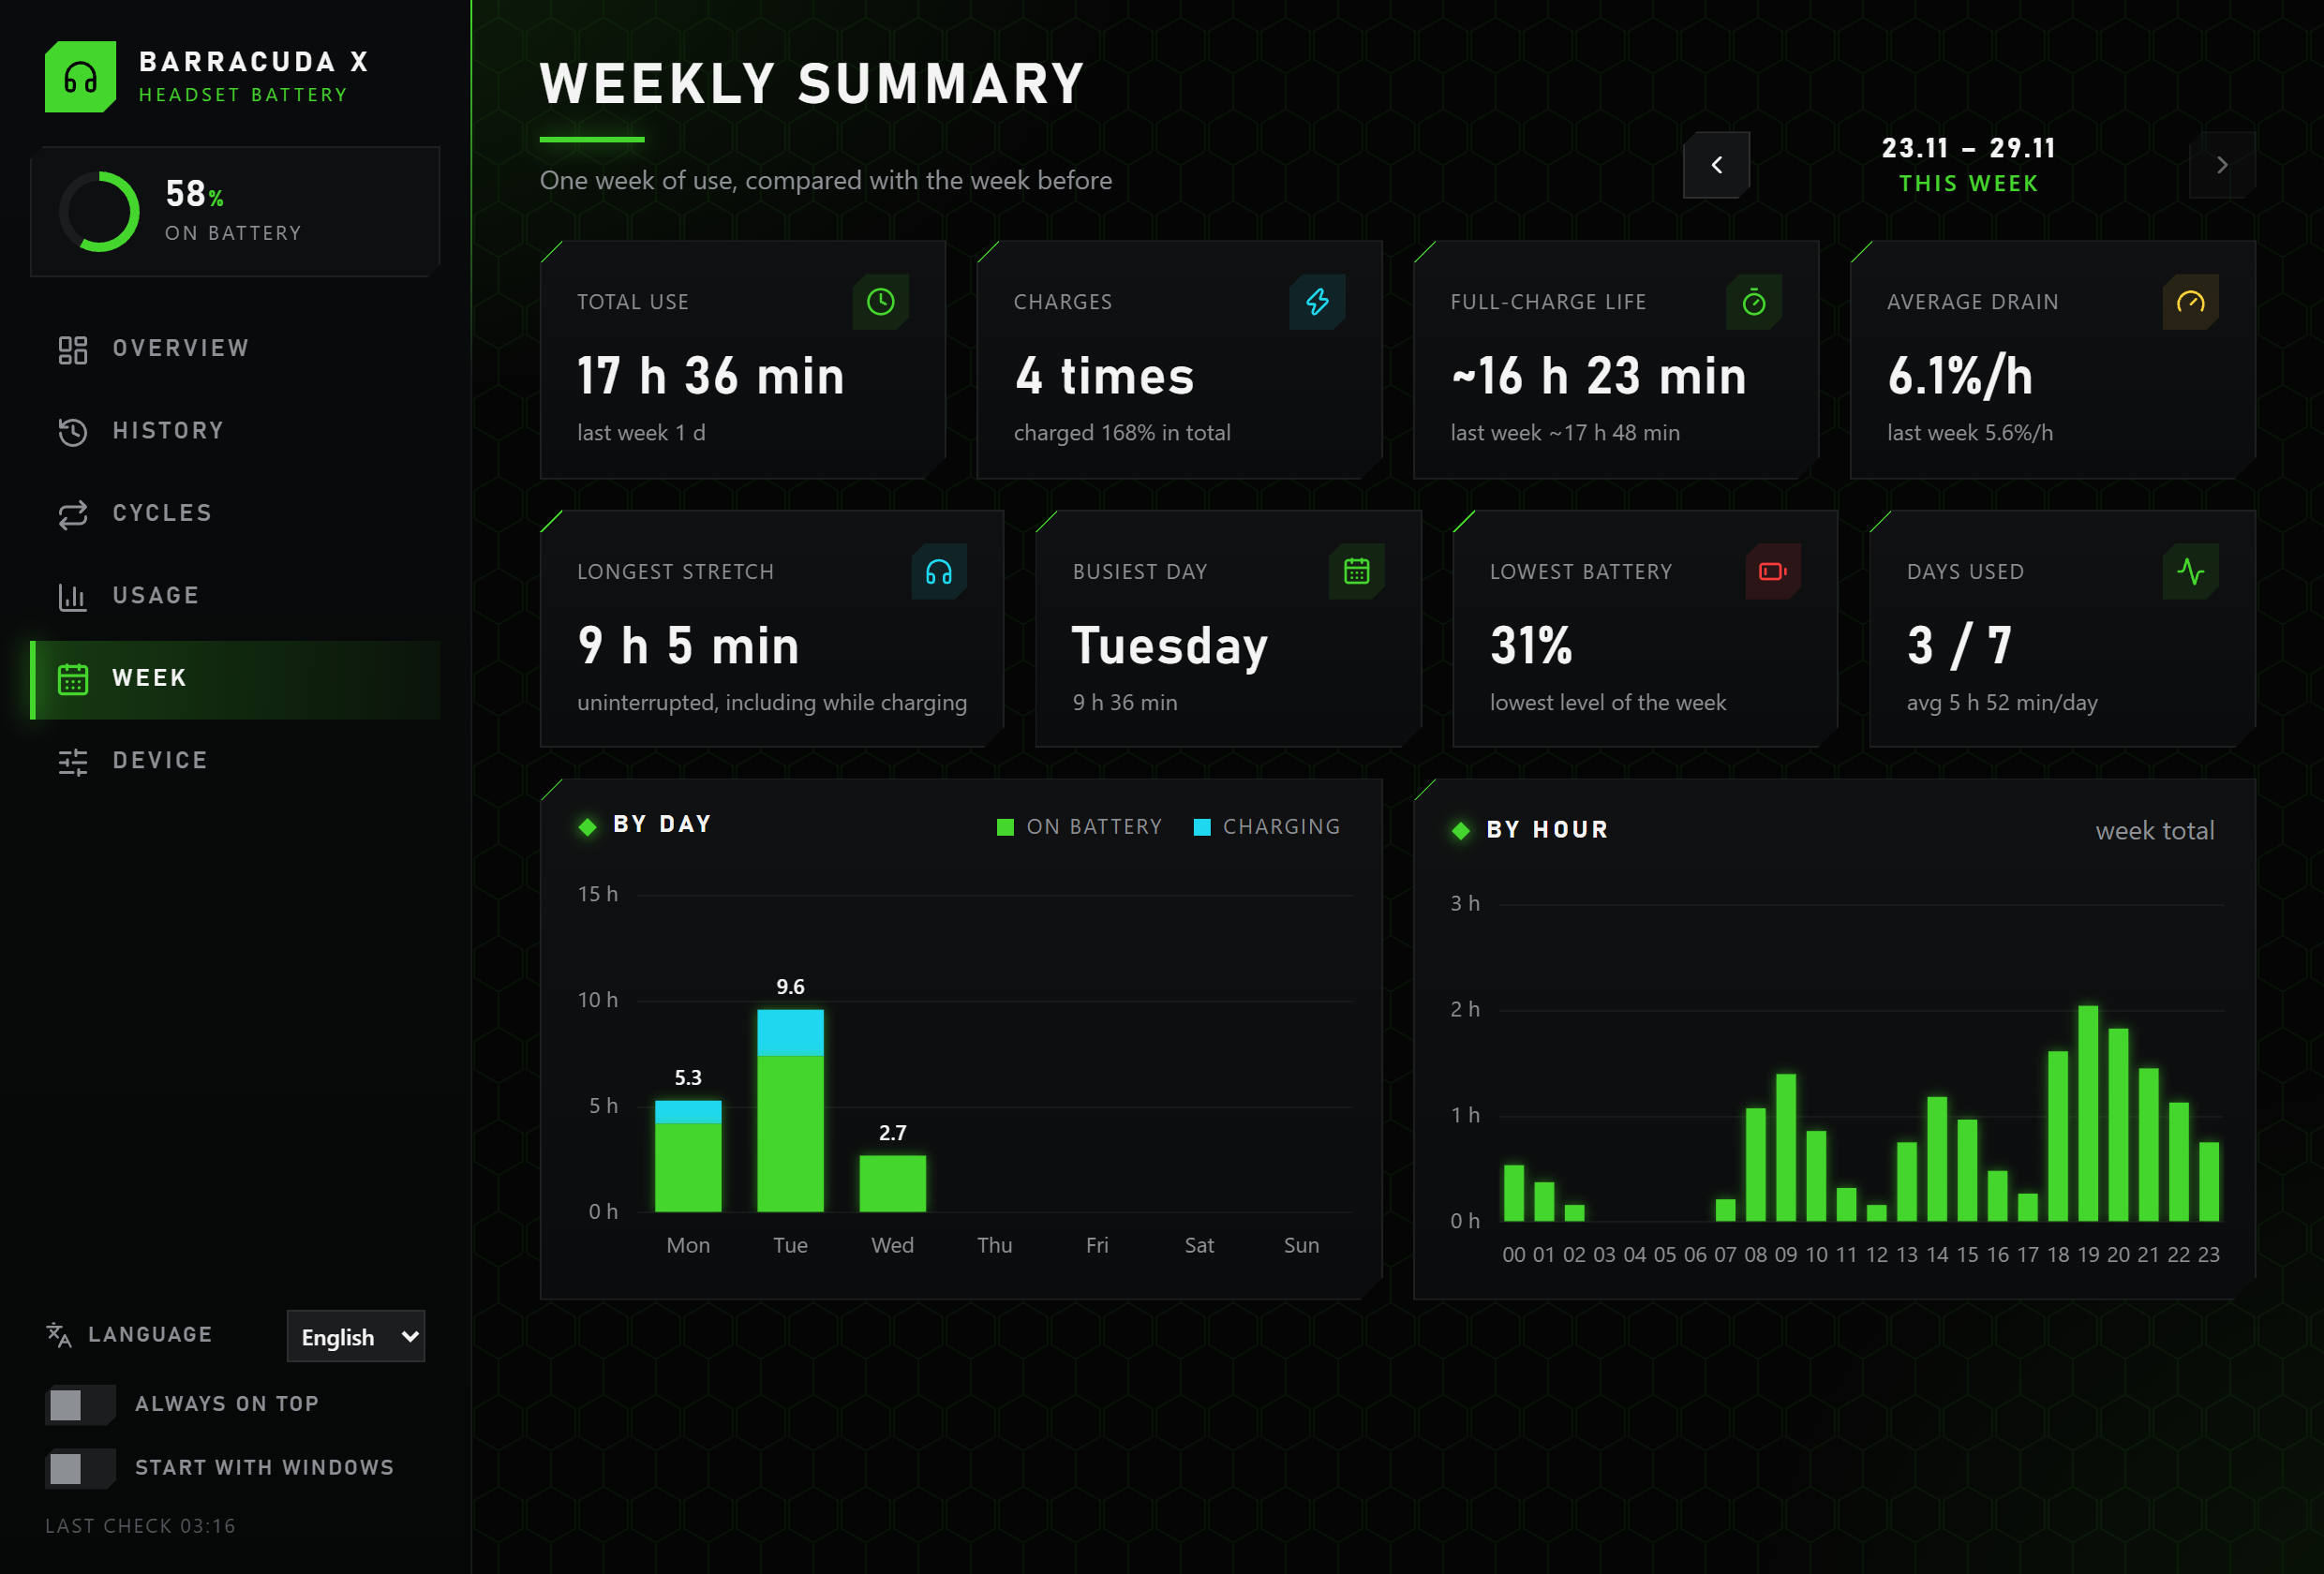 BARRACUDA X
HEADSET BATTERY
58%
ON BATTERY
OVERVIEW
HISTORY
CYCLES
USAGE
WEEK
DEVICE
LANGUAGE
English
ALWAYS ON TOP
START WITH WINDOWS
LAST CHECK 03:16
WEEKLY SUMMARY
One week of use, compared with the week before
23.11 – 29.11
THIS WEEK
TOTAL USE
17 h 36 min
last week 1 d
CHARGES
4 times
charged 168% in total
FULL-CHARGE LIFE
~16 h 23 min
last week ~17 h 48 min
AVERAGE DRAIN
6.1%/h
last week 5.6%/h
LONGEST STRETCH
9 h 5 min
uninterrupted, including while charging
BUSIEST DAY
Tuesday
9 h 36 min
LOWEST BATTERY
31%
lowest level of the week
DAYS USED
3 / 7
avg 5 h 52 min/day
BY DAY
ON BATTERY CHARGING
15 h
10 h
5 h
0 h
5.3
9.6
2.7
Mon Tue Wed Thu Fri Sat Sun
BY HOUR
week total
3 h
2 h
1 h
0 h
00 01 02 03 04 05 06 07 08 09 10 11 12 13 14 15 16 17 18 19 20 21 22 23